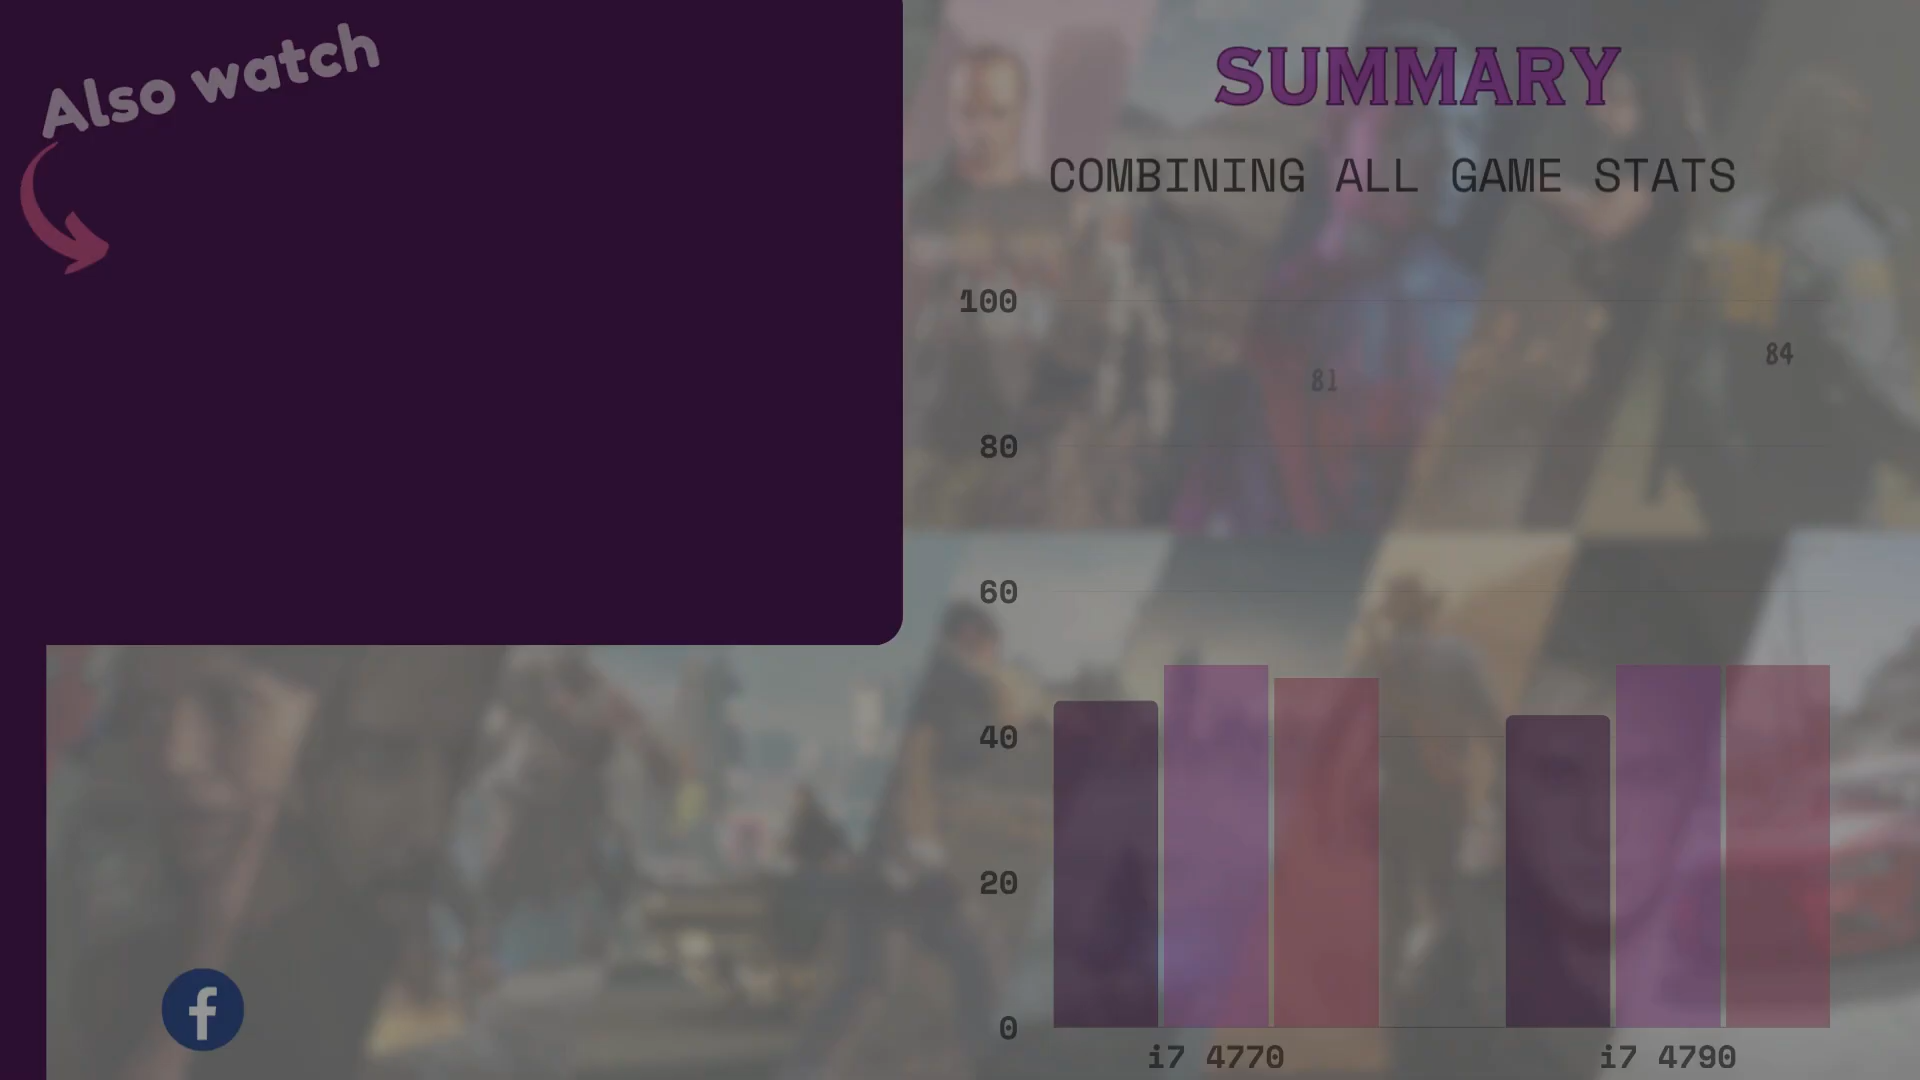 Also watch
SUMMARY
COMBINING ALL GAME STATS
100
84
81
80
60
40
20
0
i7 4770
i7 4790
f